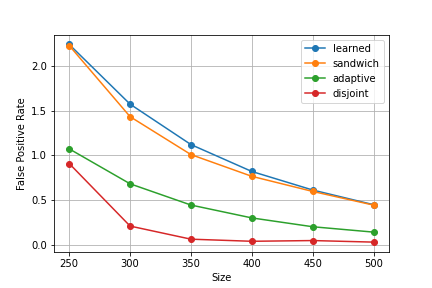 learned
sandwich
adaptive
disjoint
2.0
1.5
1.0
0.5
0.0
False Positive Rate
250 300 350 400 450 500
Size